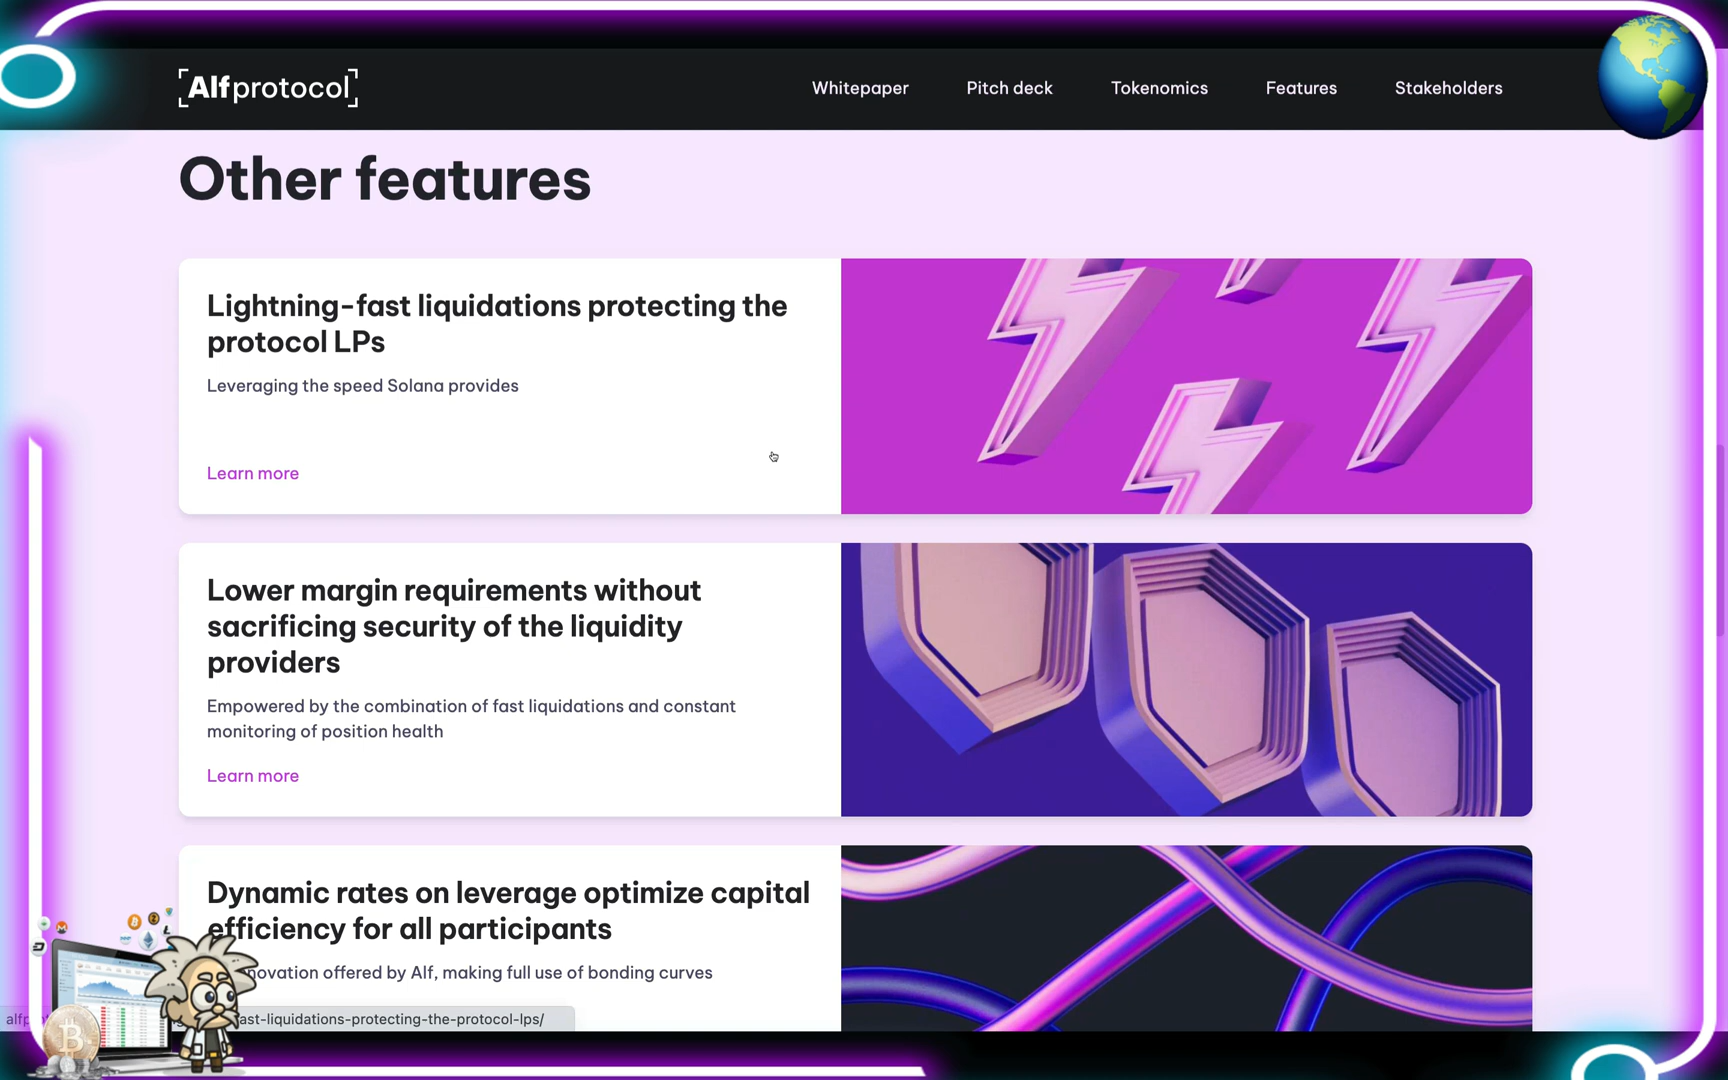 [Alfprotocol]
Whitepaper
Pitch deck
Tokenomics
Features
Stakeholders
Other features
Lightning-fast liquidations protecting the
protocol LPs
Leveraging the speed Solana provides
Learn more
Lower margin requirements without
sacrificing security of the liquidity
providers
Empowered by the combination of fast liquidations and constant
monitoring of position health
Learn more
Dynamic rates on leverage optimize capital
efficiency for all participants
offered by Alf, making full use of bonding curves
ast-liquidations-protecting-the-protocol-lps/